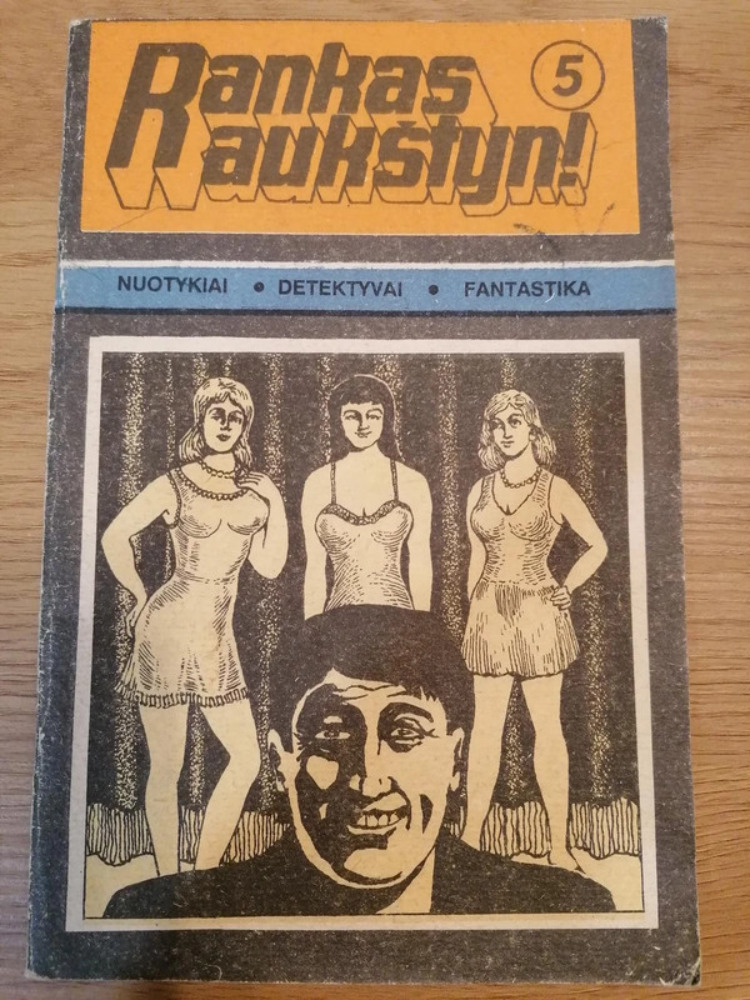 Rankas
aukštyn!
5
NUOTYKIAI • DETEKTYVAI • FANTASTIKA